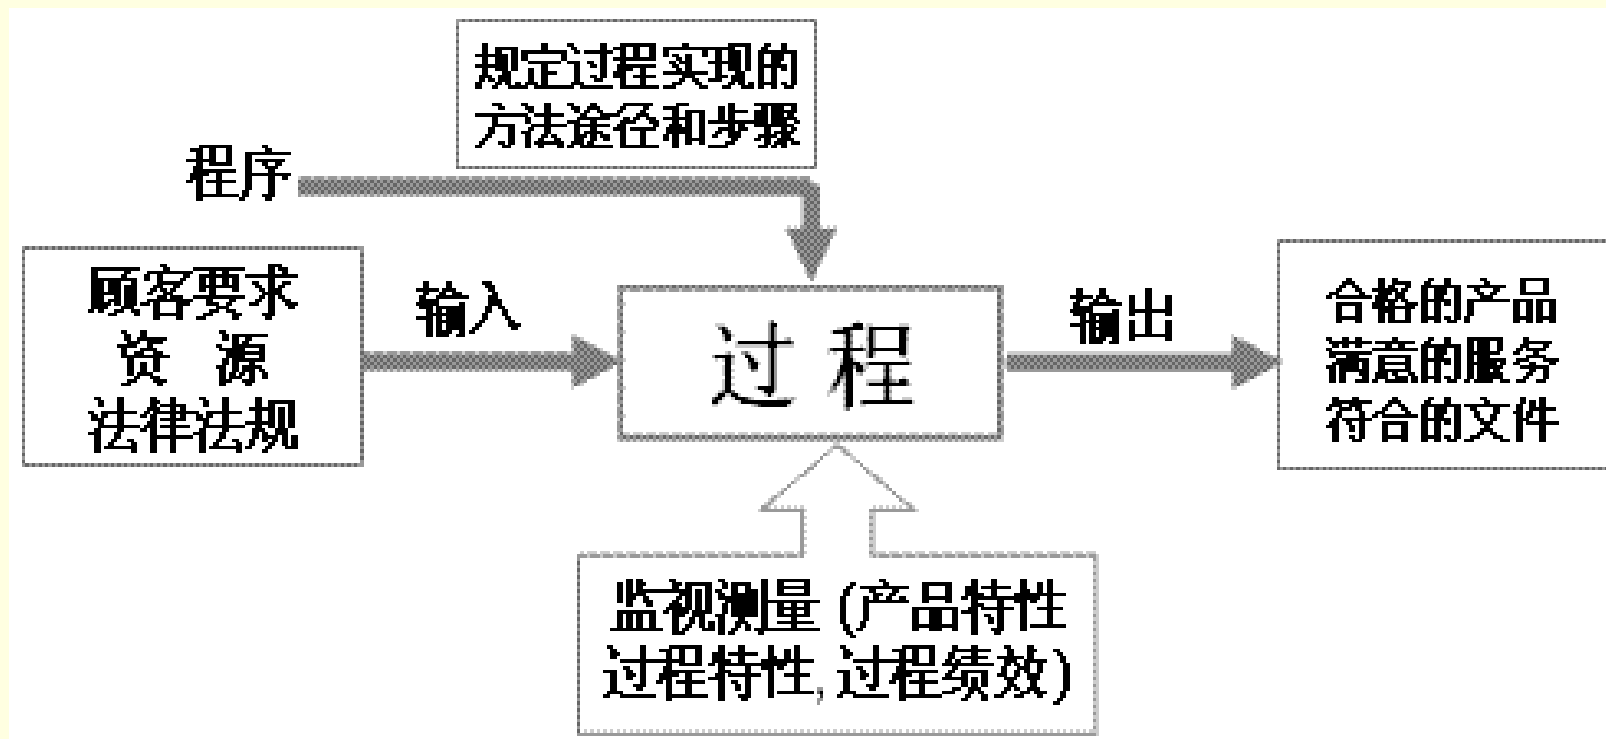 规定过程实现的
方法途径和步骤
程序
顾客要求
资 源
法律法规
输入
过程
输出
合格的产品
满意的服务
符合的文件
监视测量(产品特性
过程特性,过程绩效)